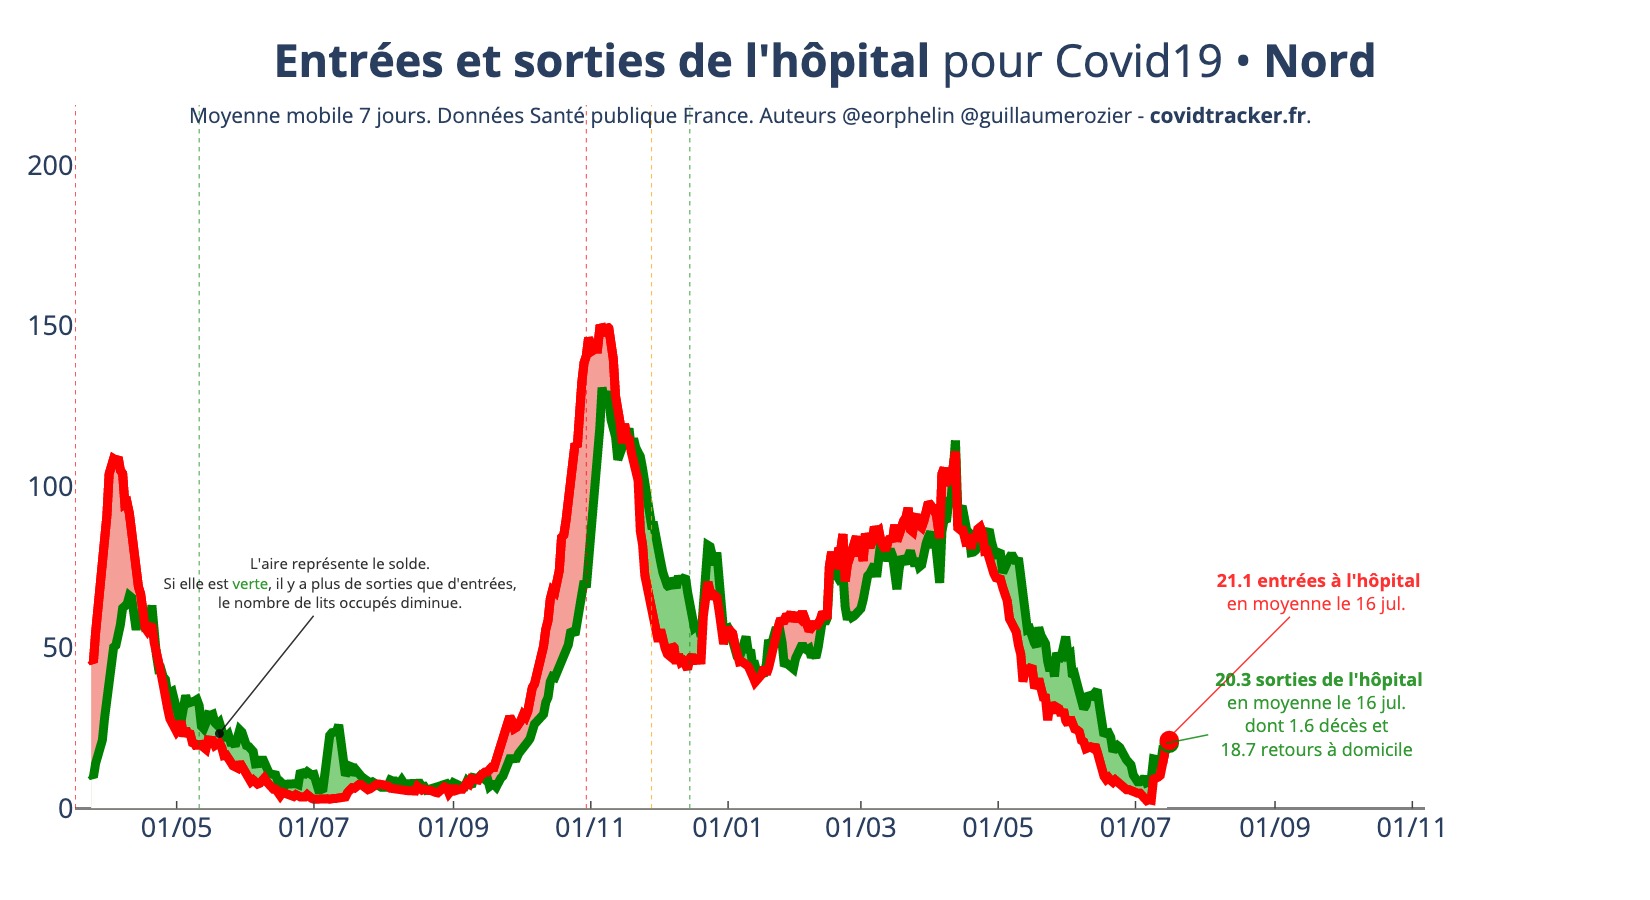 Entrées et sorties de l'hôpital pour Covid19 • Nord
Moyenne mobile 7 jours. Données Santé publique France. Auteurs @eorphelin @guillaumerozier - covidtracker.fr.
200
150
100
50
0
L'aire représente le solde.
Si elle est verte, il y a plus de sorties que d'entrées,
le nombre de lits occupés diminue.
21.1 entrées à l'hôpital
en moyenne le 16 jul.
20.3 sorties de l'hôpital
en moyenne le 16 jul.
dont 1.6 décès et
18.7 retours à domicile
01/05 01/07 01/09 01/11 01/01 01/03 01/05 01/07 01/09 01/11